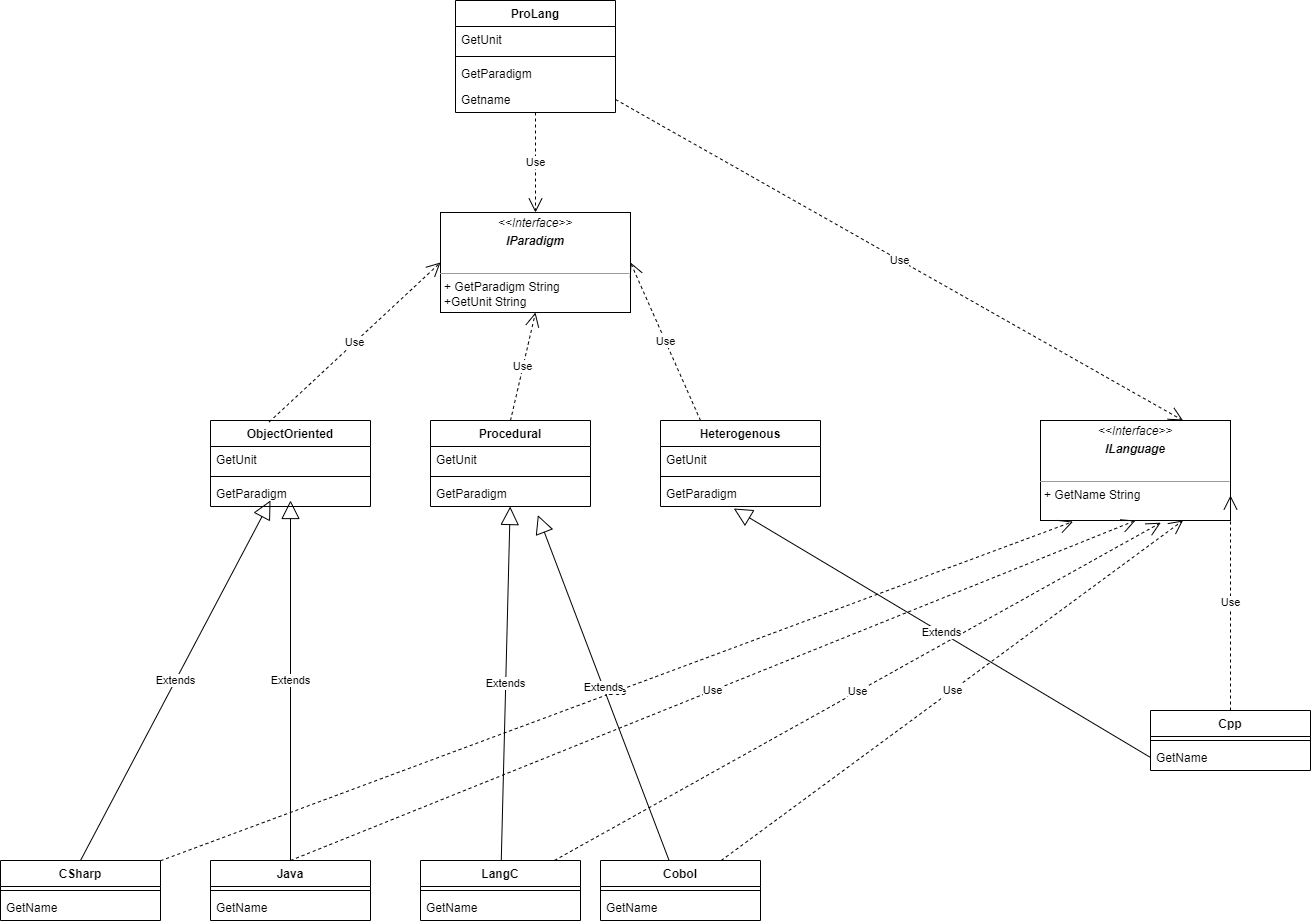 ProLang
GetUnit
GetParadigm
Getname
Use
<<Interface>>
IParadigm
+ GetParadigm String
+GetUnit String
Use
Use
Use
Use
ObjectOriented
GetUnit
GetParadigm
Procedural
GetUnit
GetParadigm
Heterogenous
GetUnit
GetParadigm
<<Interface>>
ILanguage
+ GetName String
Use
Extends
Extends
Extends
Extends
Extends
Use
Use
Use
Cpp
GetName
CSharp
GetName
Java
GetName
LangC
GetName
Cobol
GetName